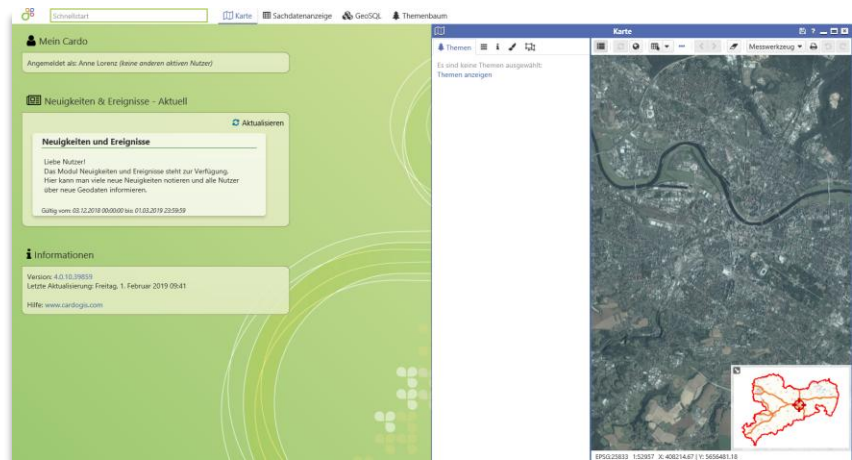 Schnellstart
Karte
Sachdatenanzeige
GeoSQL
Themenbaum
Mein Cardo
Angemeldet als: Anne Lorenz (keine anderen aktiven Nutzer)
Neuigkeiten & Ereignisse - Aktuell
Aktualisieren
Neuigkeiten und Ereignisse
Liebe Nutzer!
Das Modul Neuigkeiten und Ereignisse steht zur Verfügung.
Hier kann man viele neue Neuigkeiten notieren und alle Nutzer
über neue Geodaten informieren.
Gültig vom: 03.12.2018 00:00:00 bis: 01.03.2019 23:59:59
Informationen
Version: 4.0.10.39859
Letzte Aktualisierung: Freitag, 1. Februar 2019 09:41
Hilfe: www.cardogis.com
Karte
Themen
Es sind keine Themen ausgewählt:
Themen anzeigen
Messwerkzeug
EPSG:25833 1:52957 X: 408214.67 | Y: 5656481.18